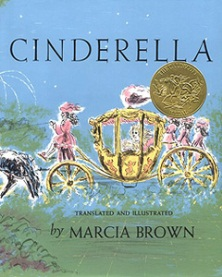 CINDERELLA
TRANSLATED AND ILLUSTRATED
by MARCIA BROWN